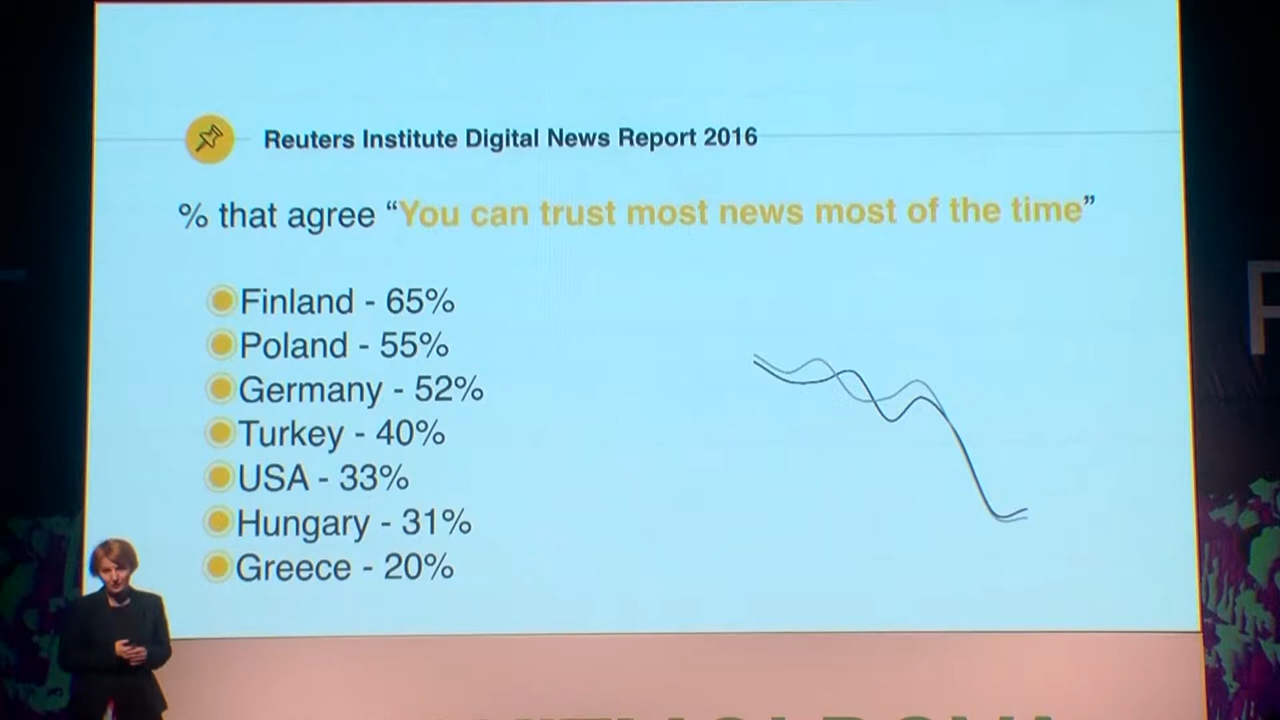 Reuters Institute Digital News Report 2016
% that agree “You can trust most news most of the time”
Finland - 65%
Poland - 55%
Germany - 52%
Turkey - 40%
USA - 33%
Hungary - 31%
Greece - 20%